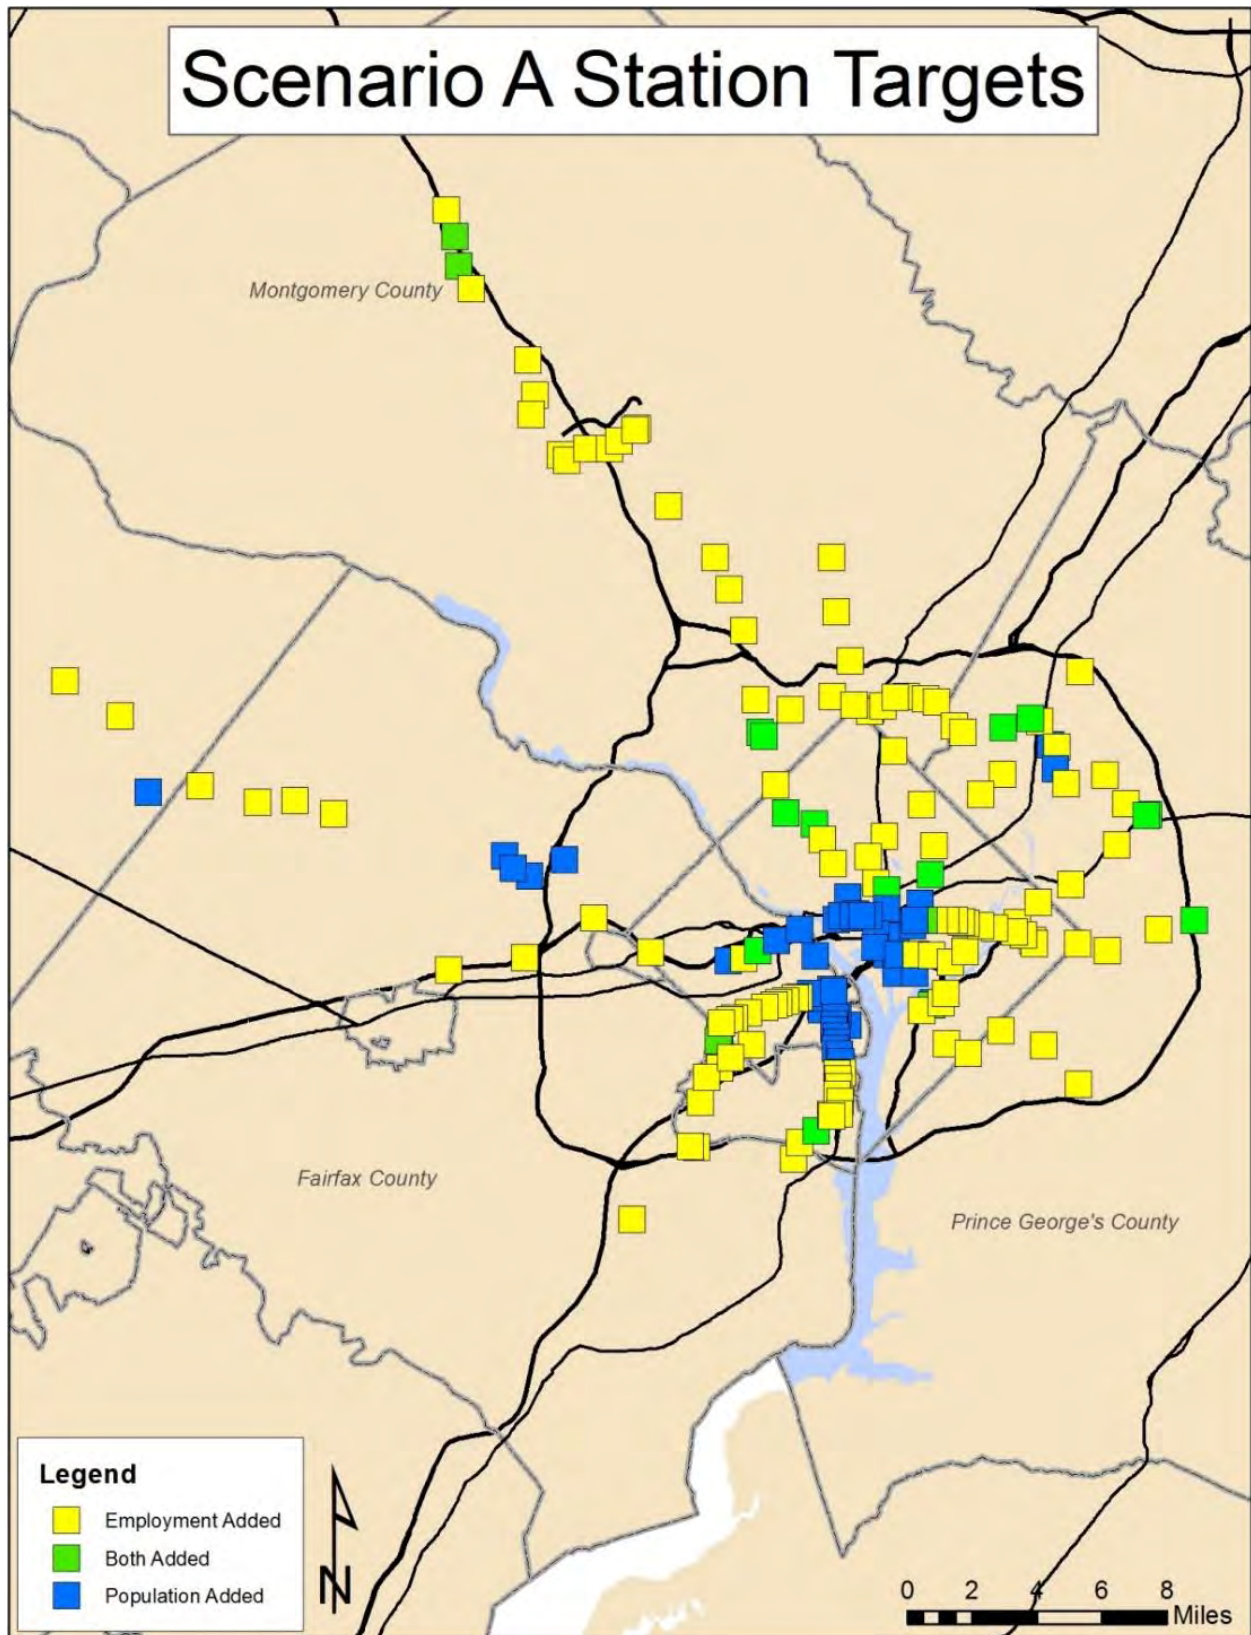 Scenario A Station Targets
Montgomery County
Fairfax County
Prince George's County
Legend
Employment Added
Both Added
Population Added
N
0 2 4 6 8
Miles